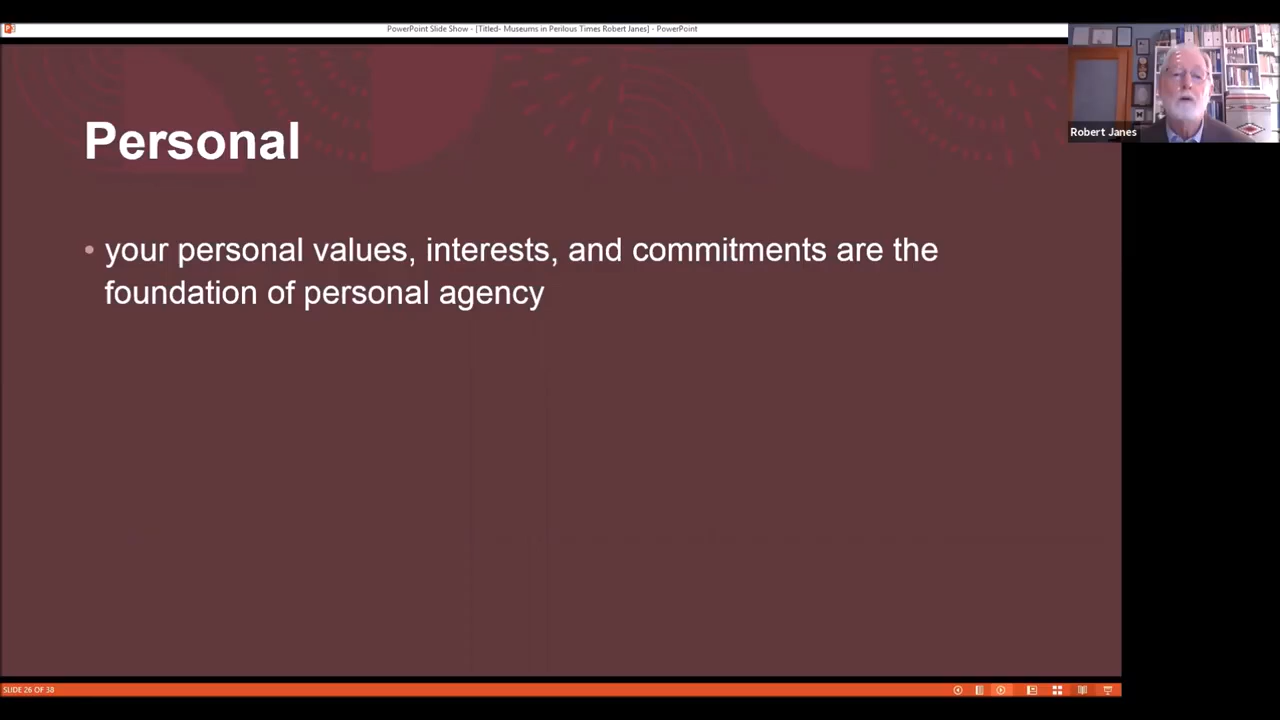 PowerPoint Slide Show - [Titled- Museums in Perilous Times Robert Janes] - PowerPoint
Robert Janes
Personal
• your personal values, interests, and commitments are the
foundation of personal agency
SLIDE 26 OF 38